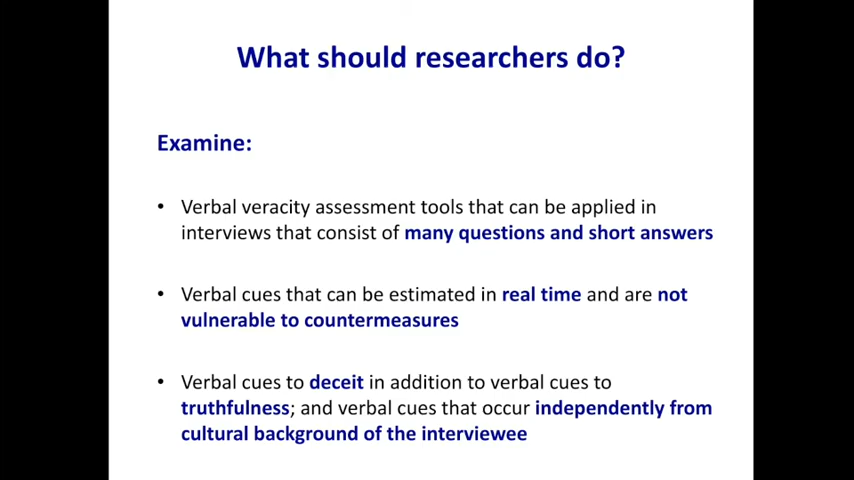 What should researchers do?
Examine:
• Verbal veracity assessment tools that can be applied in
interviews that consist of many questions and short answers
• Verbal cues that can be estimated in real time and are not
vulnerable to countermeasures
• Verbal cues to deceit in addition to verbal cues to
truthfulness; and verbal cues that occur independently from
cultural background of the interviewee